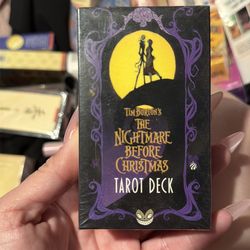 TIM BURTON'S
THE
NIGHTMARE
BEFORE
CHRISTMAS
TAROT DECK